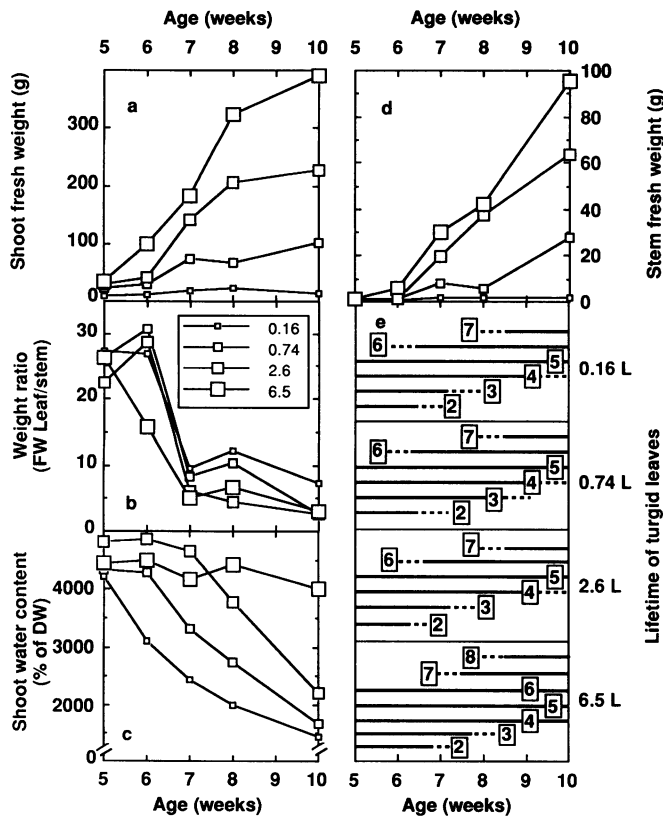 Age (weeks)
5 6 7 8 10
Shoot fresh weight (g)
300
200
100
0
a
Weight ratio
(FW Leaf/stem)
30
20
10
0
b
0.16
0.74
2.6
6.5
Shoot water content
(% of DW)
4000
3000
2000
0
c
5 6 7 8 10
Age (weeks)
Age (weeks)
5 6 7 8 10
d
100
80
60
40
20
0
Stem fresh weight (g)
e
7
6
5
4
3
2
0.16 L
7
6
5
4
3
2
0.74 L
7
6
5
4
3
2
2.6 L
8
7
6
5
4
3
2
6.5 L
Lifetime of turgid leaves
5 6 7 8 10
Age (weeks)